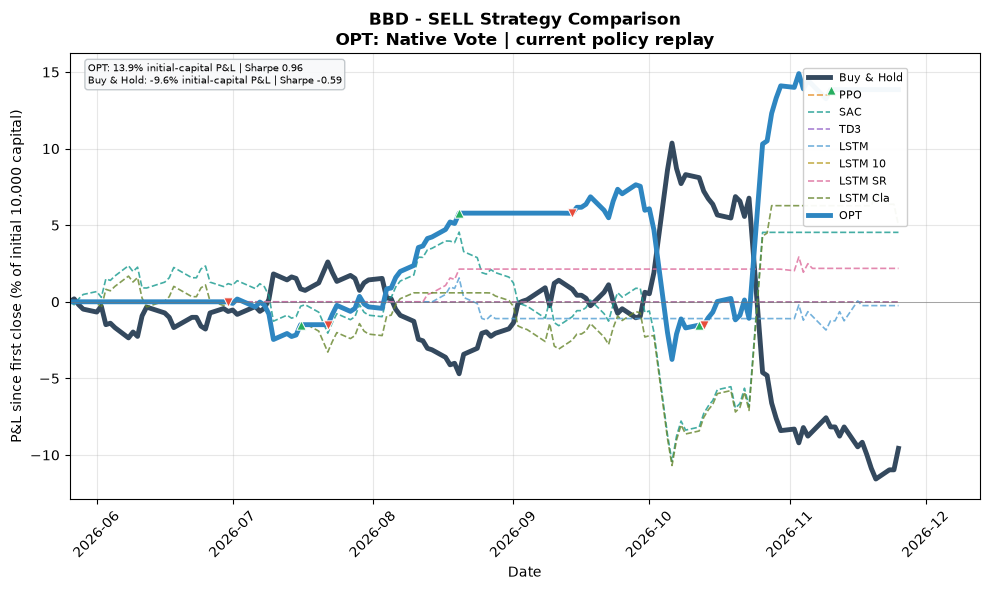 BBD - SELL Strategy Comparison
OPT: Native Vote | current policy replay
OPT: 13.9% initial-capital P&L | Sharpe 0.96
Buy & Hold: -9.6% initial-capital P&L | Sharpe -0.59
Buy & Hold
PPO
SAC
TD3
LSTM
LSTM 10
LSTM SR
LSTM Cla
OPT
P&L since first close (% of initial 10,000 capital)
15
10
5
0
−5
−10
2026-06
2026-07
2026-08
2026-09
2026-10
2026-11
2026-12
Date